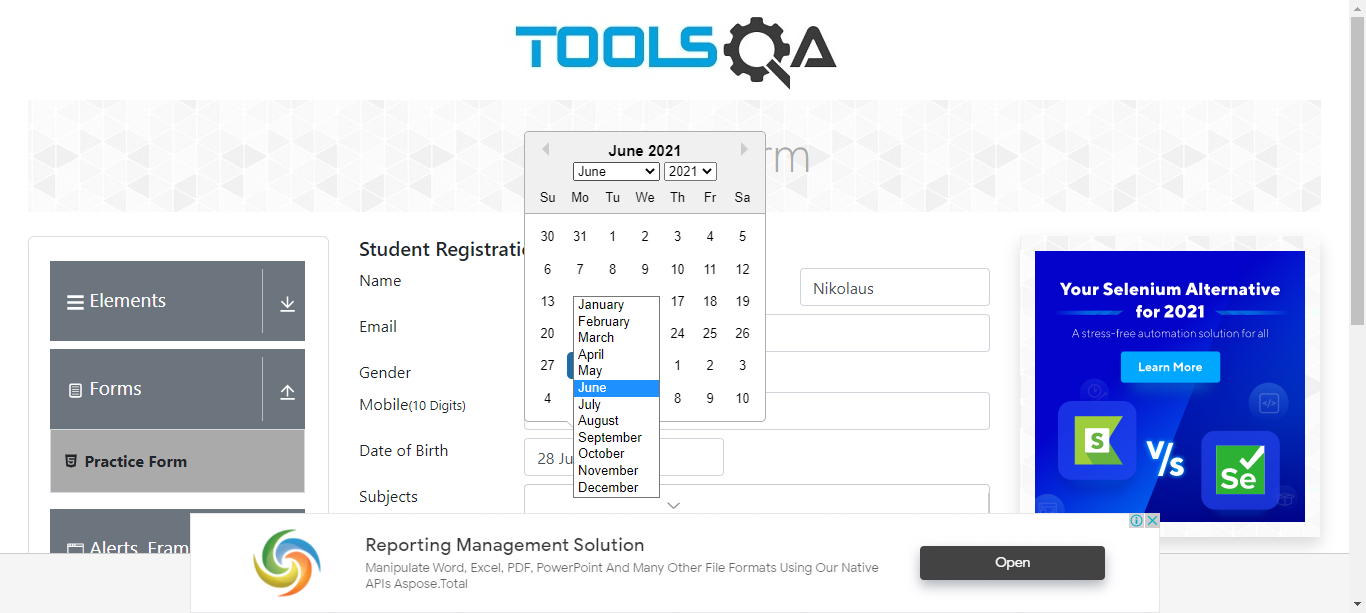 TOOLSQA
rm
June 2021
June 2021
Su Mo Tu We Th Fr Sa
30 31 1 2 3 4 5
6 7 8 9 10 11 12
13 17 18 19
20 24 25 26
27 1 2 3
4 8 9 10
January
February
March
April
May
June
July
August
September
October
November
December
Elements
Forms
Practice Form
Alerts, Fram
Student Registratio
Name
Nikolaus
Email
Gender
Mobile(10 Digits)
Date of Birth
28 Ju
Subjects
Your Selenium Alternative
for 2021
A stress-free automation solution for all
Learn More
S
V/s
Se
Reporting Management Solution
Manipulate Word, Excel, PDF, PowerPoint And Many Other File Formats Using Our Native
APIs Aspose.Total
Open